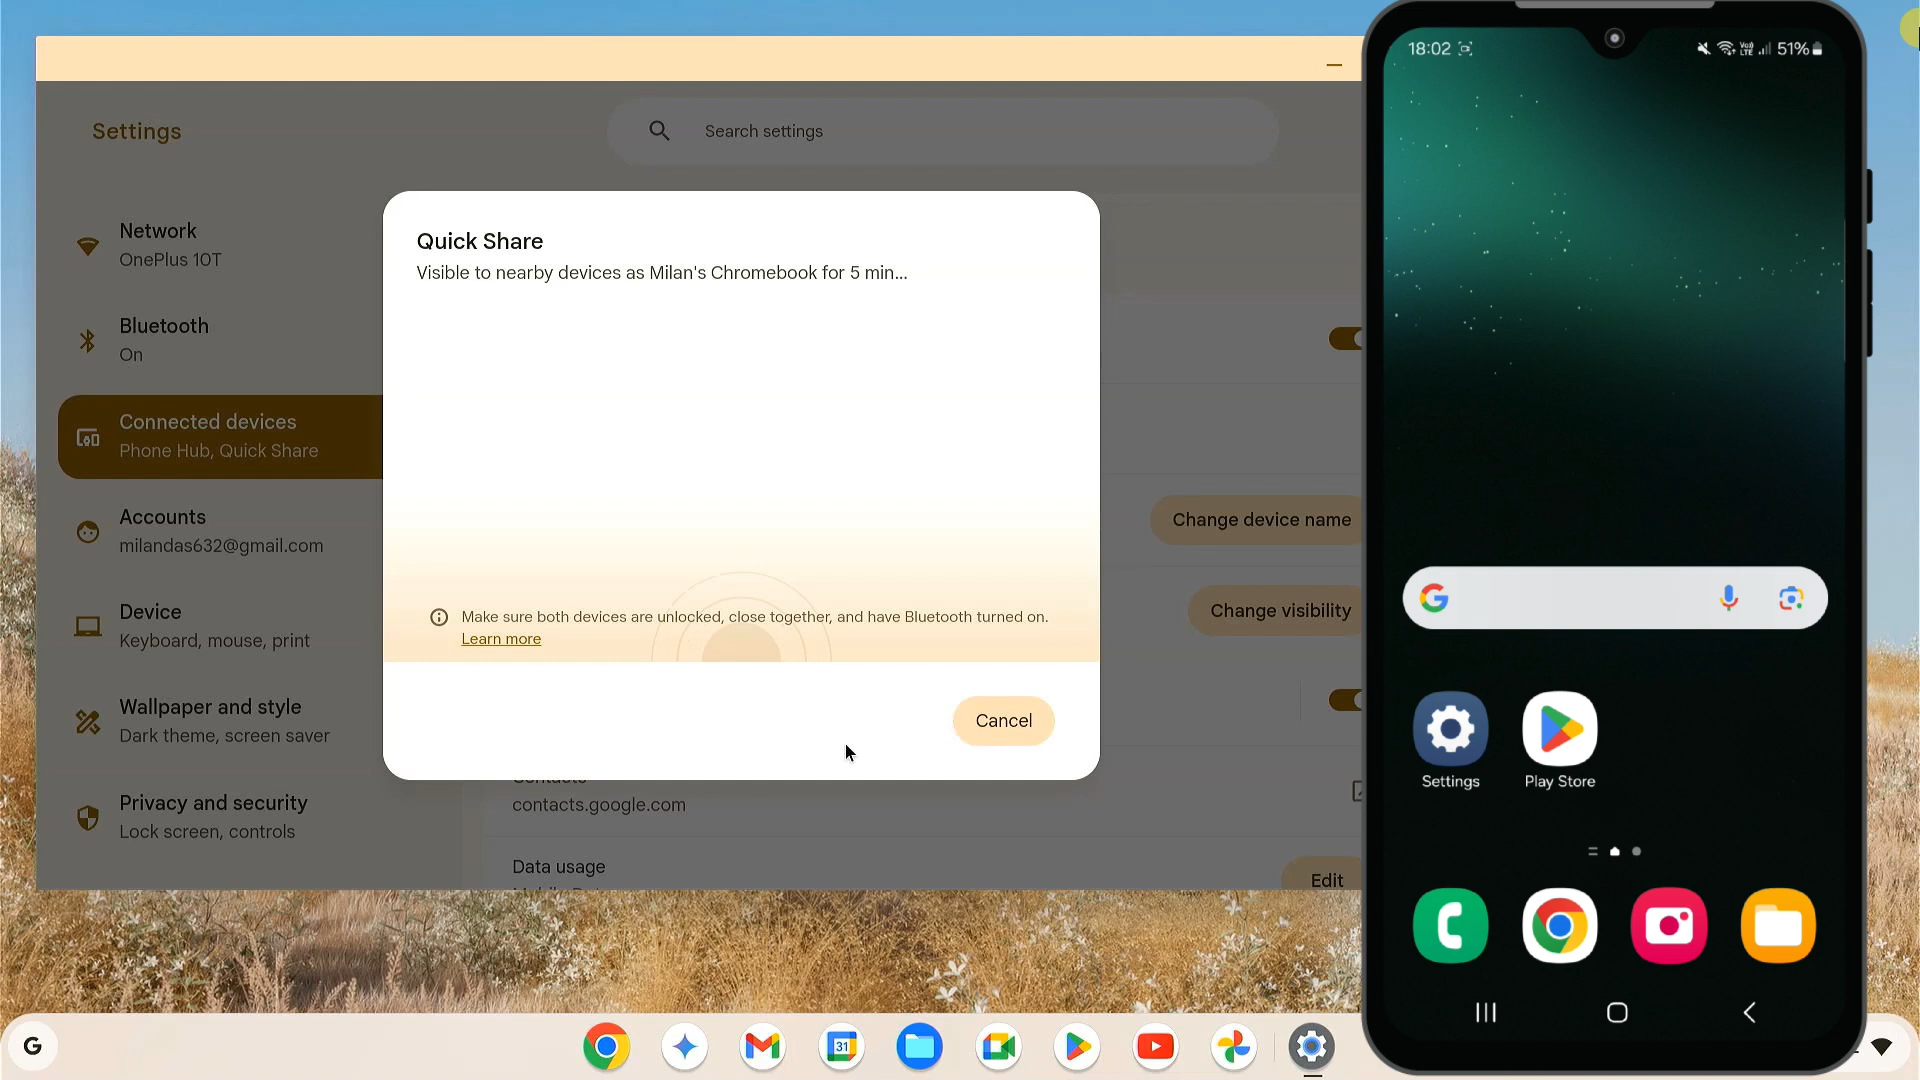 Settings
Search settings
Network
OnePlus 10T
Bluetooth
On
Connected devices
Phone Hub, Quick Share
Accounts
milandas632@gmail.com
Device
Keyboard, mouse, print
Wallpaper and style
Dark theme, screen saver
Privacy and security
Lock screen, controls
Quick Share
Visible to nearby devices as Milan's Chromebook for 5 min...
Make sure both devices are unlocked, close together, and have Bluetooth turned on.
Learn more
Cancel
Change device name
Change visibility
Contacts
contacts.google.com
Data usage
Edit
31
G
18:02
VoJ)
LTE
51%
G
Settings
Play Store